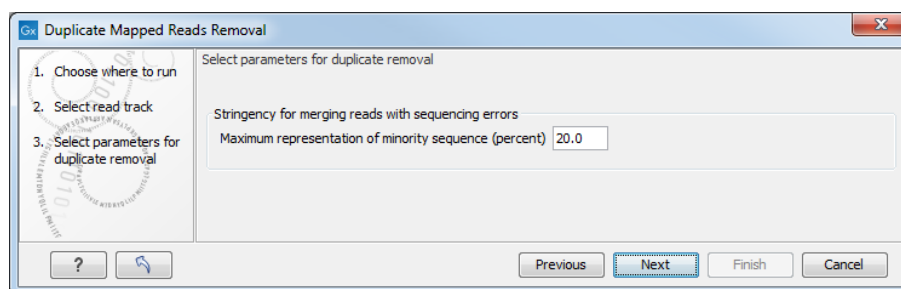 Gx Duplicate Mapped Reads Removal
1. Choose where to run
2. Select read track
3. Select parameters for
duplicate removal
Select parameters for duplicate removal
Stringency for merging reads with sequencing errors
Maximum representation of minority sequence (percent) 20.0
?
Previous Next Finish Cancel